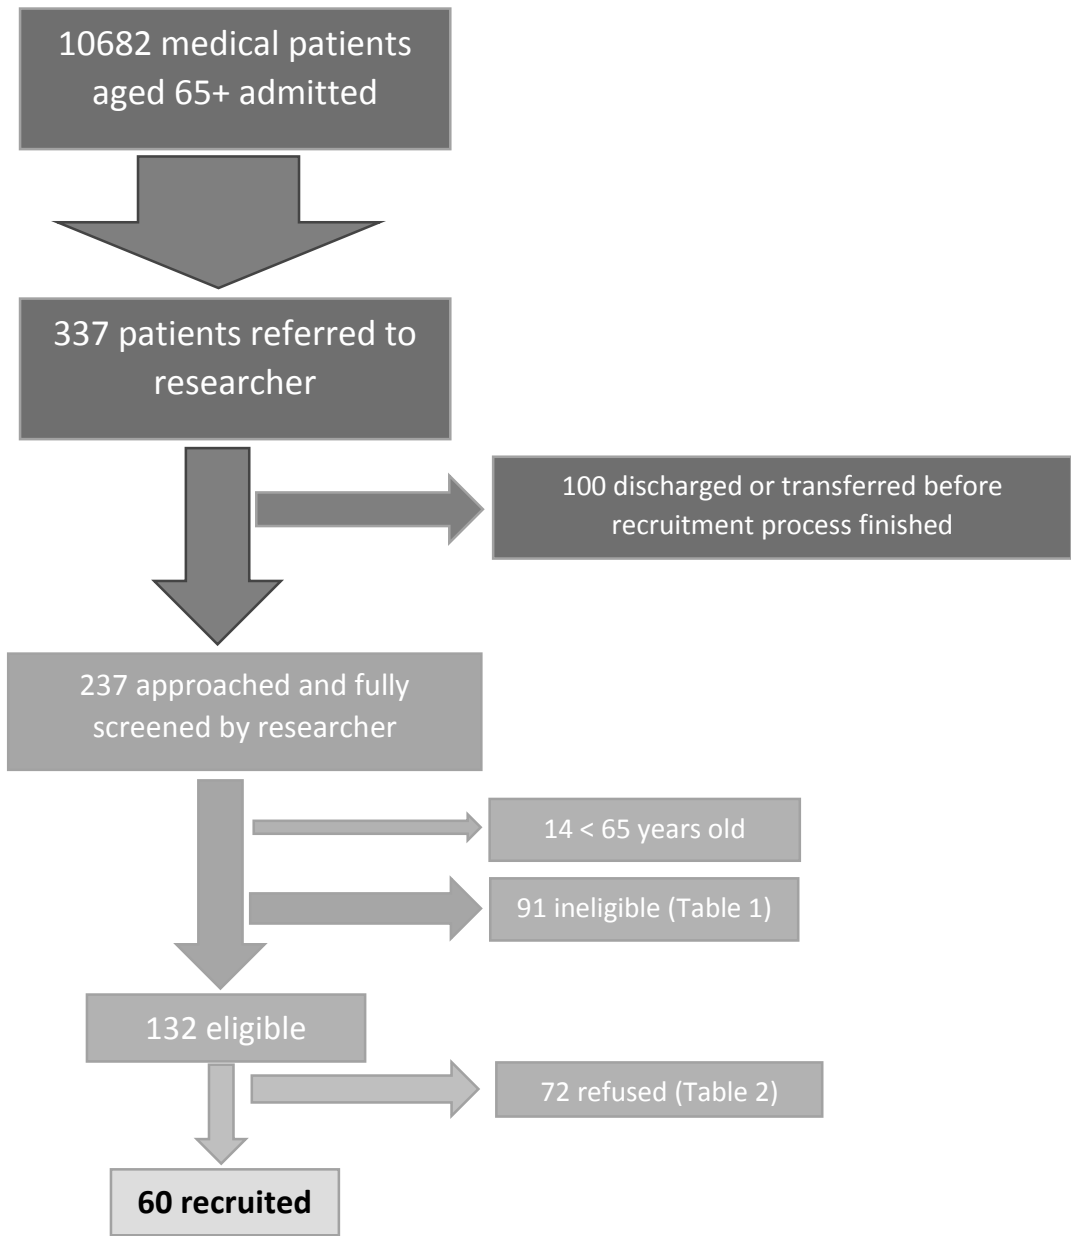 10682 medical patients
aged 65+ admitted
337 patients referred to
researcher
100 discharged or transferred before
recruitment process finished
237 approached and fully
screened by researcher
14 < 65 years old
91 ineligible (Table 1)
132 eligible
72 refused (Table 2)
60 recruited